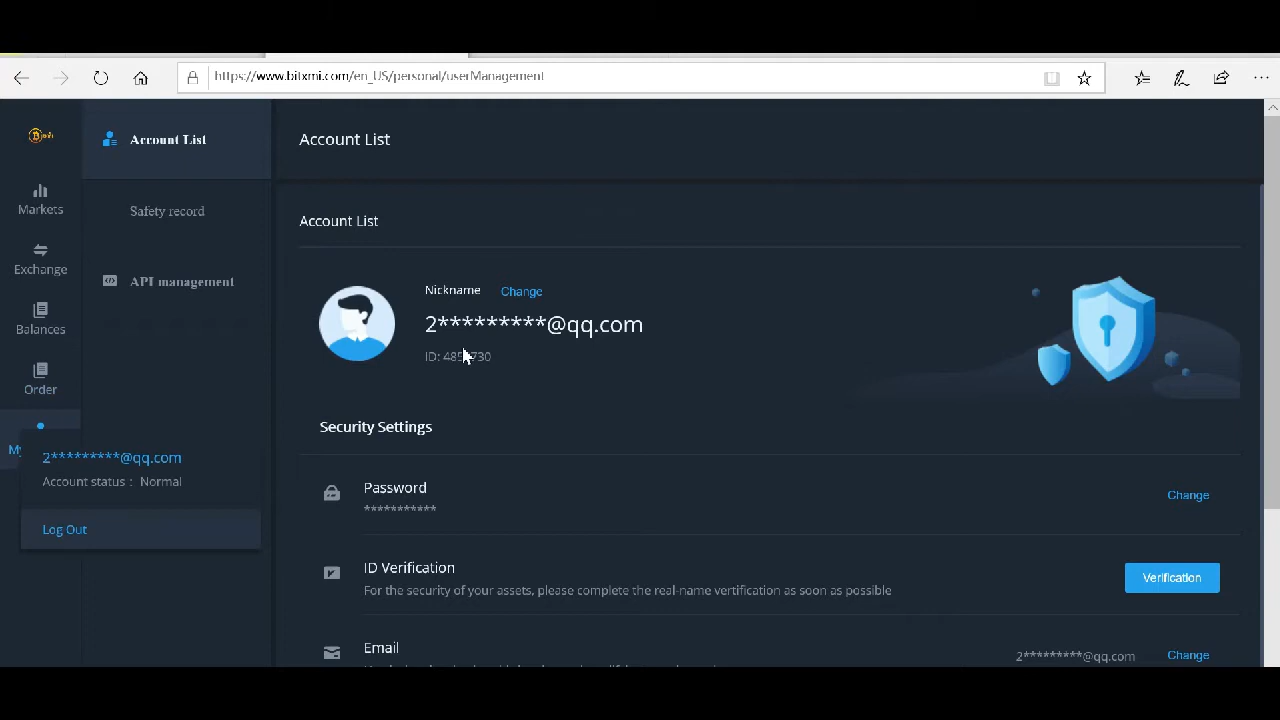 https://www.bitxmi.com/en_US/personal/userManagement
Account List
Account List
Markets
Safety record
Account List
Exchange
API management
Nickname Change
2*********@qq.com
Balances
ID:
Order
Security Settings
2*********@qq.com
Account status : Normal
Log Out
Password
***********
Change
ID Verification
For the security of your assets, please complete the real-name vertification as soon as possible
Verification
Email
2*********@qq.com
Change